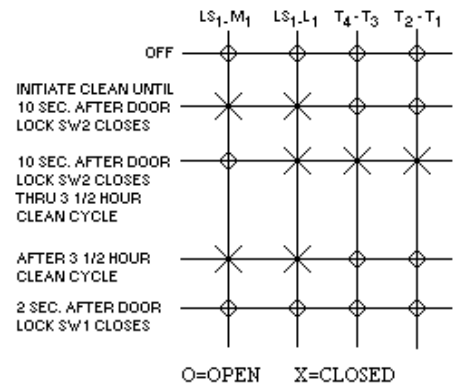 LS1-M1 LS1-L1 T4-T3 T2-T1
OFF
INITIATE CLEAN UNTIL
10 SEC. AFTER DOOR
LOCK SW2 CLOSES
10 SEC. AFTER DOOR
LOCK SW2 CLOSES
THRU 3 1/2 HOUR
CLEAN CYCLE
AFTER 3 1/2 HOUR
CLEAN CYCLE
2 SEC. AFTER DOOR
LOCK SW1 CLOSES
O=OPEN X=CLOSED